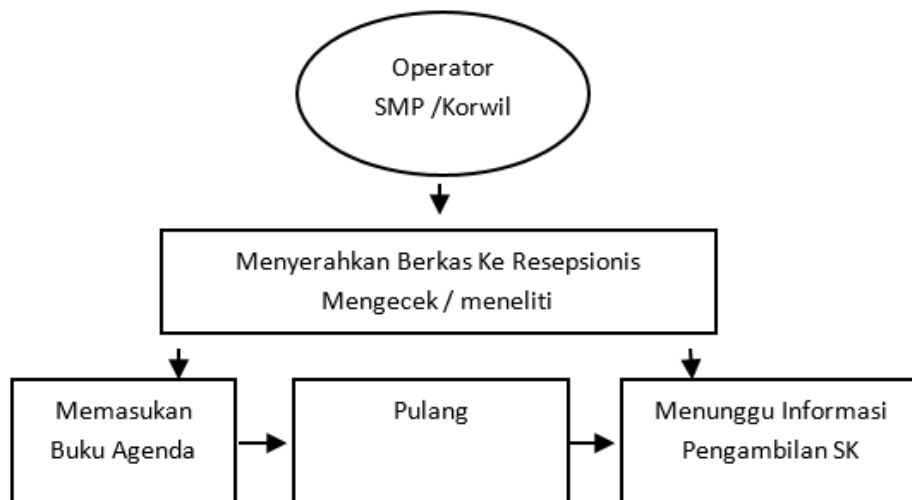 Operator
SMP /Korwil
Menyerahkan Berkas Ke Resepsionis
Mengecek / meneliti
Memasukan
Buku Agenda
Pulang
Menunggu Informasi
Pengambilan SK